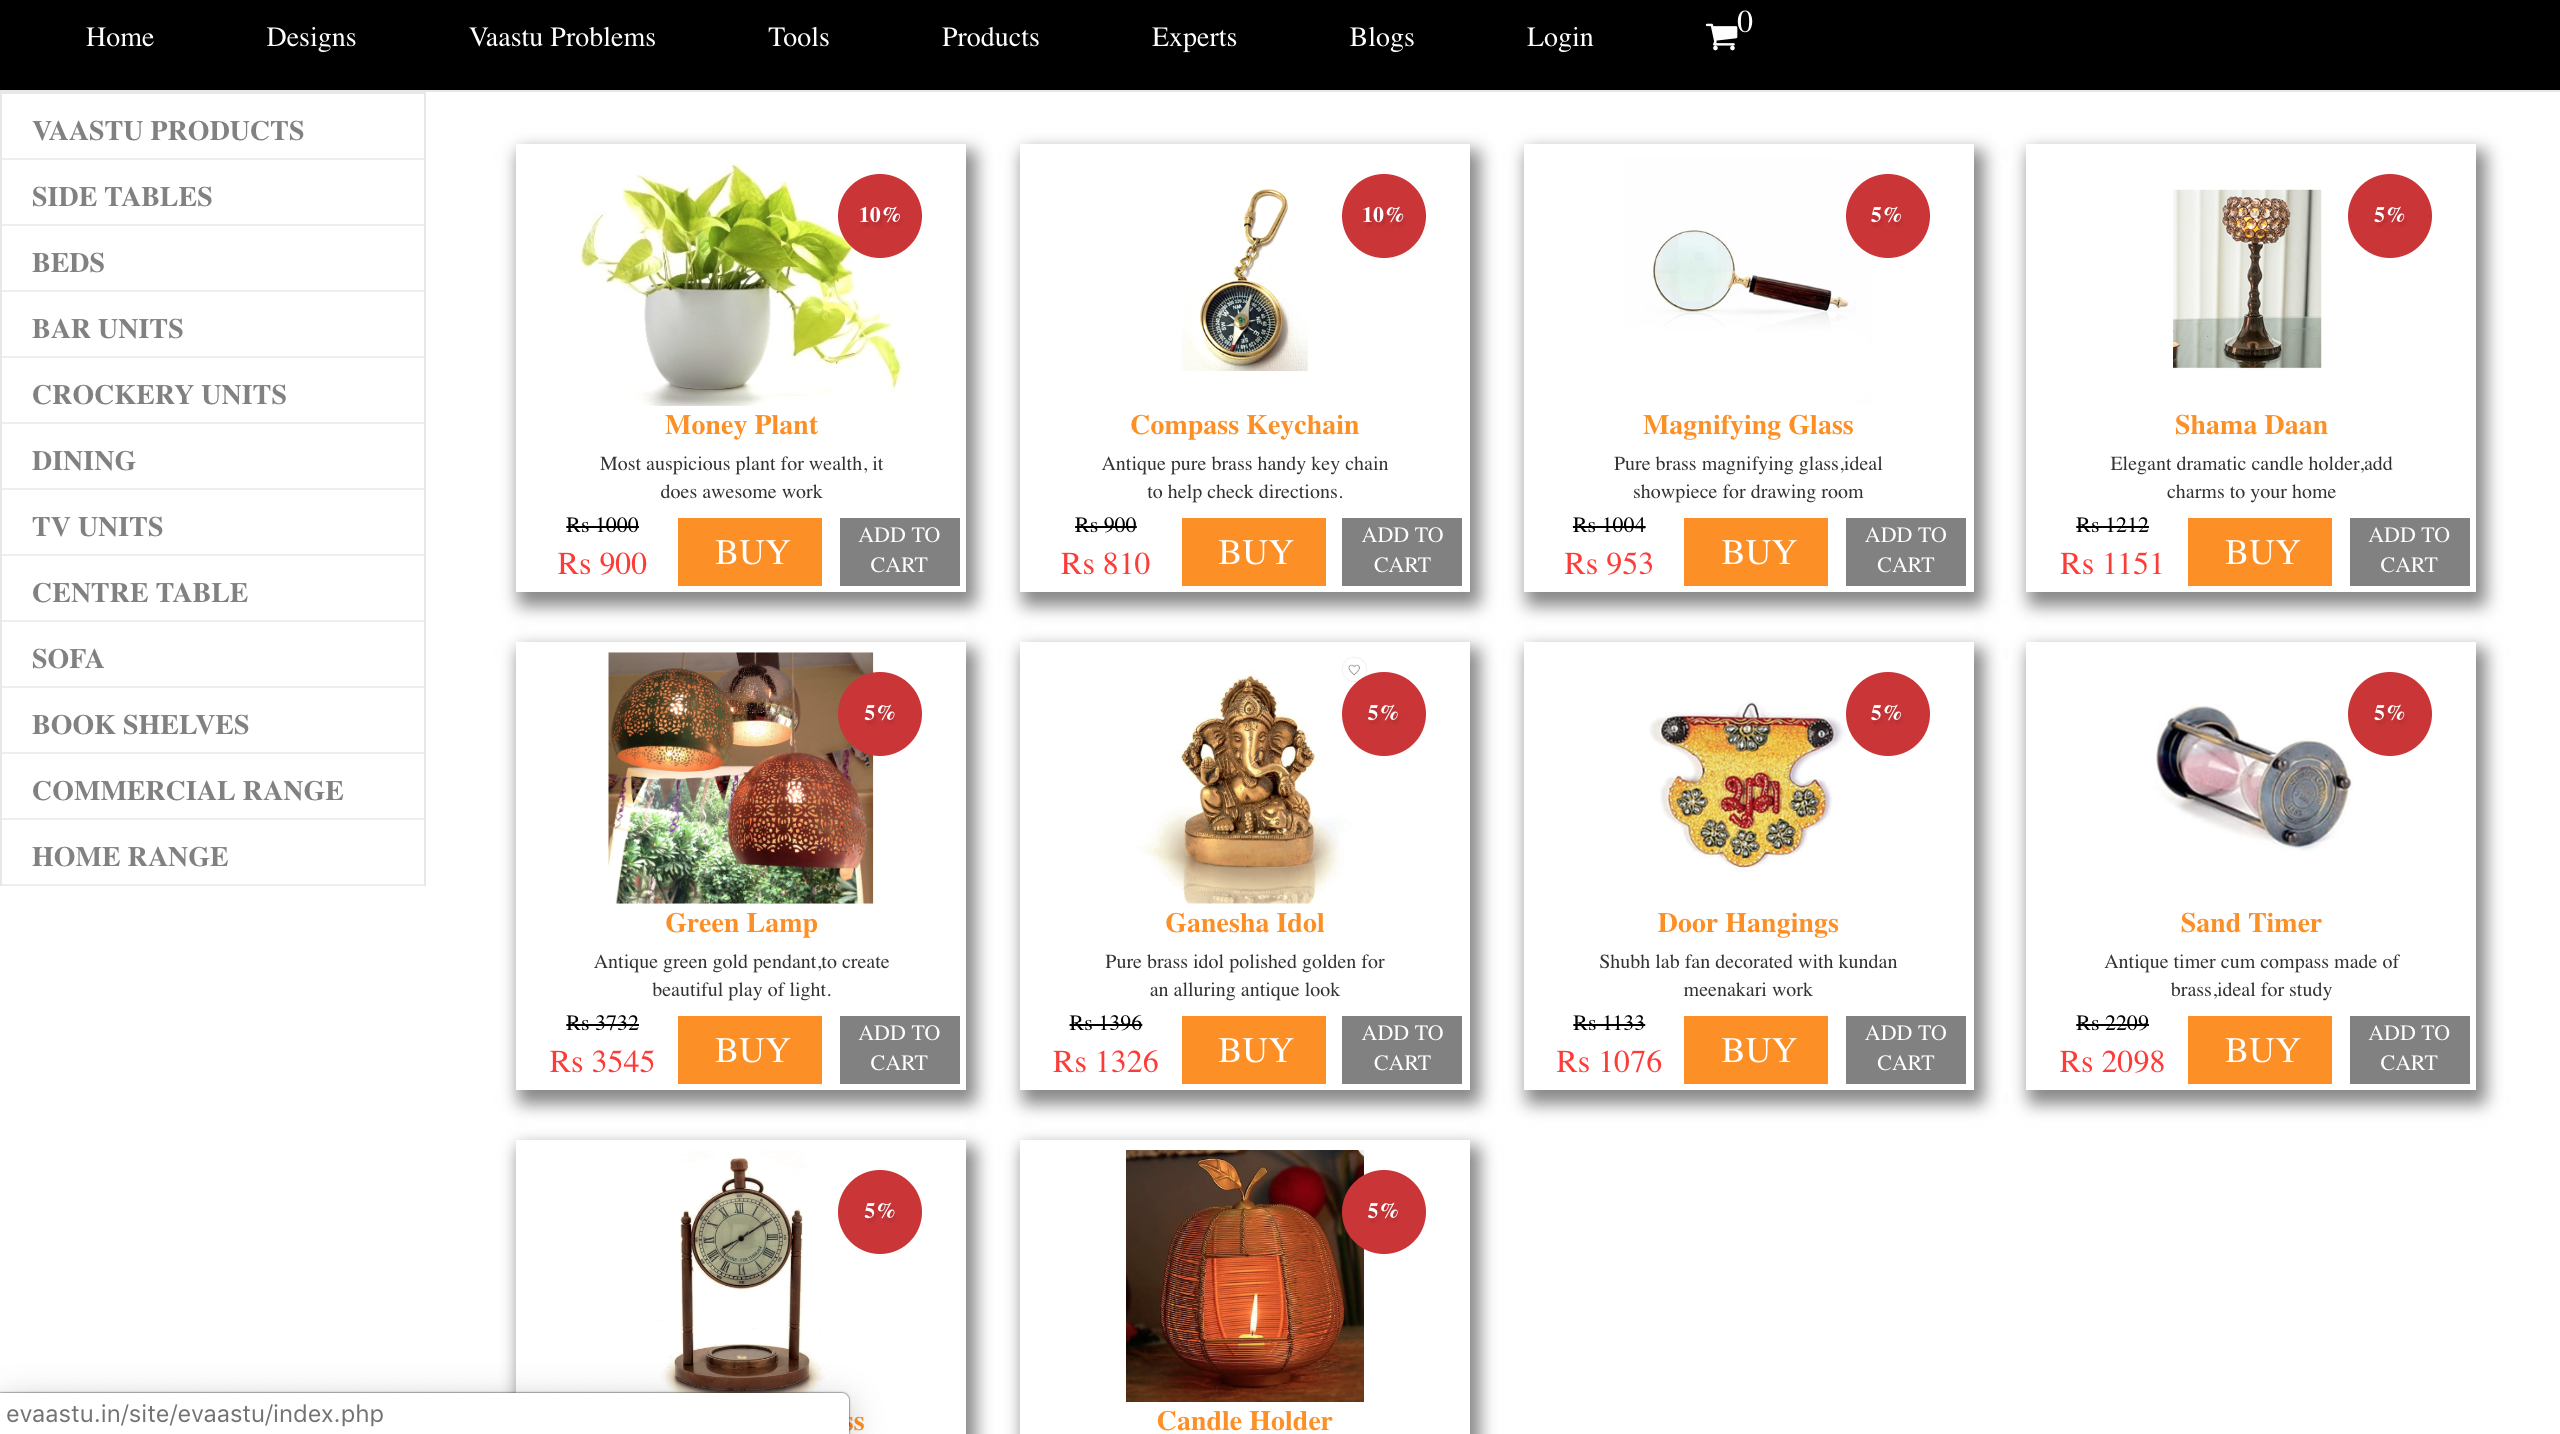 Home Designs Vaastu Problems Tools Products Experts Blogs Login 0
VAASTU PRODUCTS
SIDE TABLES
BEDS
BAR UNITS
CROCKERY UNITS
DINING
TV UNITS
CENTRE TABLE
SOFA
BOOK SHELVES
COMMERCIAL RANGE
HOME RANGE
10%
Money Plant
Most auspicious plant for wealth, it
does awesome work
Rs 1000
Rs 900
BUY
ADD TO
CART
10%
Compass Keychain
Antique pure brass handy key chain
to help check directions.
Rs 900
Rs 810
BUY
ADD TO
CART
5%
Magnifying Glass
Pure brass magnifying glass,ideal
showpiece for drawing room
Rs 1004
Rs 953
BUY
ADD TO
CART
5%
Shama Daan
Elegant dramatic candle holder,add
charms to your home
Rs 1212
Rs 1151
BUY
ADD TO
CART
5%
Green Lamp
Antique green gold pendant,to create
beautiful play of light.
Rs 3732
Rs 3545
BUY
ADD TO
CART
5%
Ganesha Idol
Pure brass idol polished golden for
an alluring antique look
Rs 1396
Rs 1326
BUY
ADD TO
CART
5%
शुभ
Door Hangings
Shubh lab fan decorated with kundan
meenakari work
Rs 1133
Rs 1076
BUY
ADD TO
CART
5%
Sand Timer
Antique timer cum compass made of
brass,ideal for study
Rs 2209
Rs 2098
BUY
ADD TO
CART
5%
ss
5%
Candle Holder
evaastu.in/site/evaastu/index.php